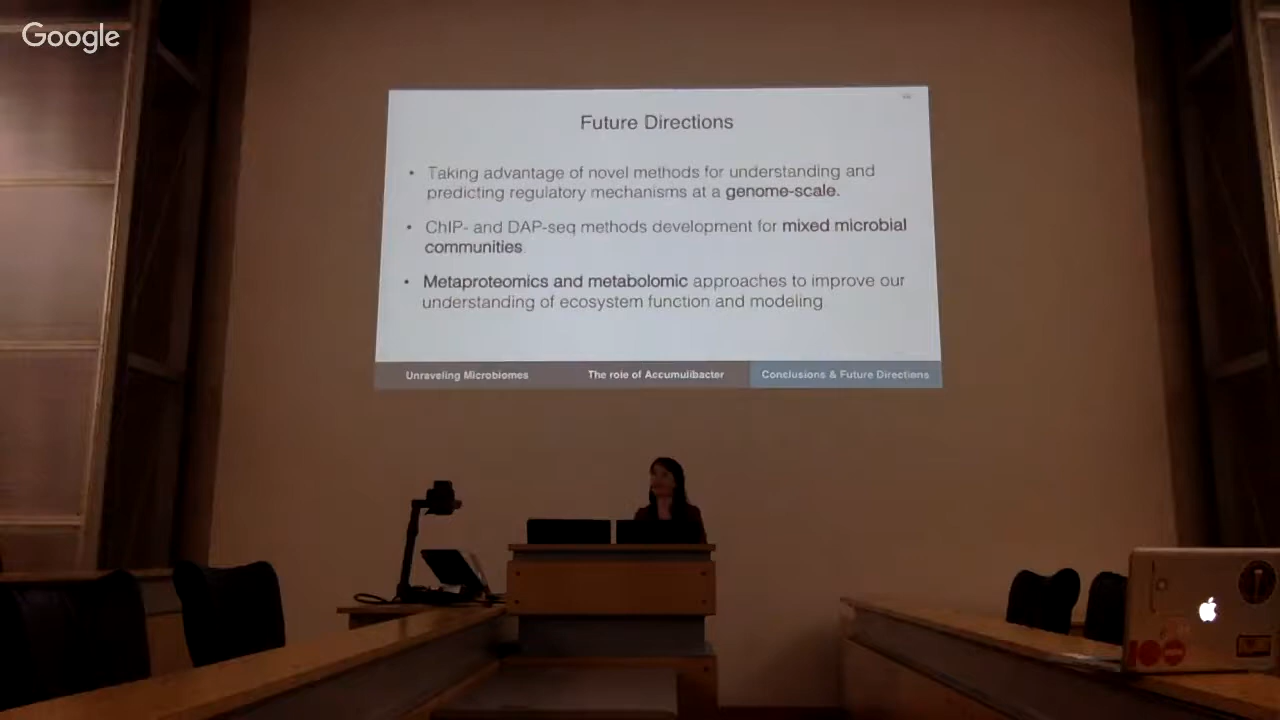 Google
Future Directions
• Taking advantage of novel methods for understanding and
predicting regulatory mechanisms at a genome-scale.
• ChIP- and DAP-seq methods development for mixed microbial
communities
• Metaproteomics and metabolomic approaches to improve our
understanding of ecosystem function and modeling
Unraveling Microbiomes
The role of Accumulibacter
Conclusions & Future Directions